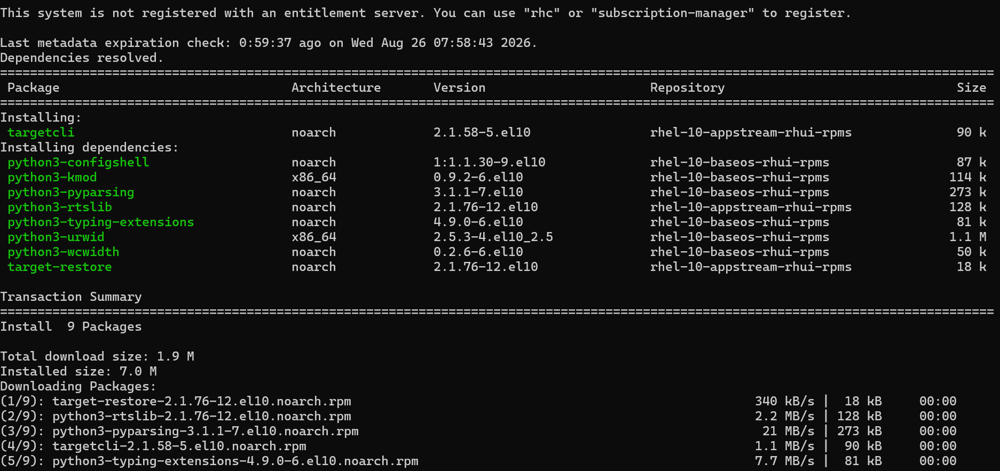 This system is not registered with an entitlement server. You can use "rhc" or "subscription-manager" to register.
Last metadata expiration check: 0:59:37 ago on Wed Aug 26 07:58:43 2026.
Dependencies resolved.
=====================================================================================================================================
 Package                               Architecture       Version                      Repository                               Size
=====================================================================================================================================
Installing:
 targetcli                             noarch             2.1.58-5.el10                rhel-10-appstream-rhui-rpms              90 k
Installing dependencies:
 python3-configshell                   noarch             1:1.1.30-9.el10              rhel-10-baseos-rhui-rpms                 87 k
 python3-kmod                          x86_64             0.9.2-6.el10                 rhel-10-baseos-rhui-rpms                114 k
 python3-pyparsing                     noarch             3.1.1-7.el10                 rhel-10-baseos-rhui-rpms                273 k
 python3-rtslib                        noarch             2.1.76-12.el10               rhel-10-appstream-rhui-rpms             128 k
 python3-typing-extensions             noarch             4.9.0-6.el10                 rhel-10-baseos-rhui-rpms                 81 k
 python3-urwid                         x86_64             2.5.3-4.el10_2.5             rhel-10-baseos-rhui-rpms                1.1 M
 python3-wcwidth                       noarch             0.2.6-6.el10                 rhel-10-baseos-rhui-rpms                 50 k
 target-restore                        noarch             2.1.76-12.el10               rhel-10-appstream-rhui-rpms              18 k
Transaction Summary
=====================================================================================================================================
Install  9 Packages
Total download size: 1.9 M
Installed size: 7.0 M
Downloading Packages:
(1/9): target-restore-2.1.76-12.el10.noarch.rpm                                                      340 kB/s |  18 kB     00:00
(2/9): python3-rtslib-2.1.76-12.el10.noarch.rpm                                                      2.2 MB/s | 128 kB     00:00
(3/9): python3-pyparsing-3.1.1-7.el10.noarch.rpm                                                      21 MB/s | 273 kB     00:00
(4/9): targetcli-2.1.58-5.el10.noarch.rpm                                                            1.1 MB/s |  90 kB     00:00
(5/9): python3-typing-extensions-4.9.0-6.el10.noarch.rpm                                             7.7 MB/s |  81 kB     00:00